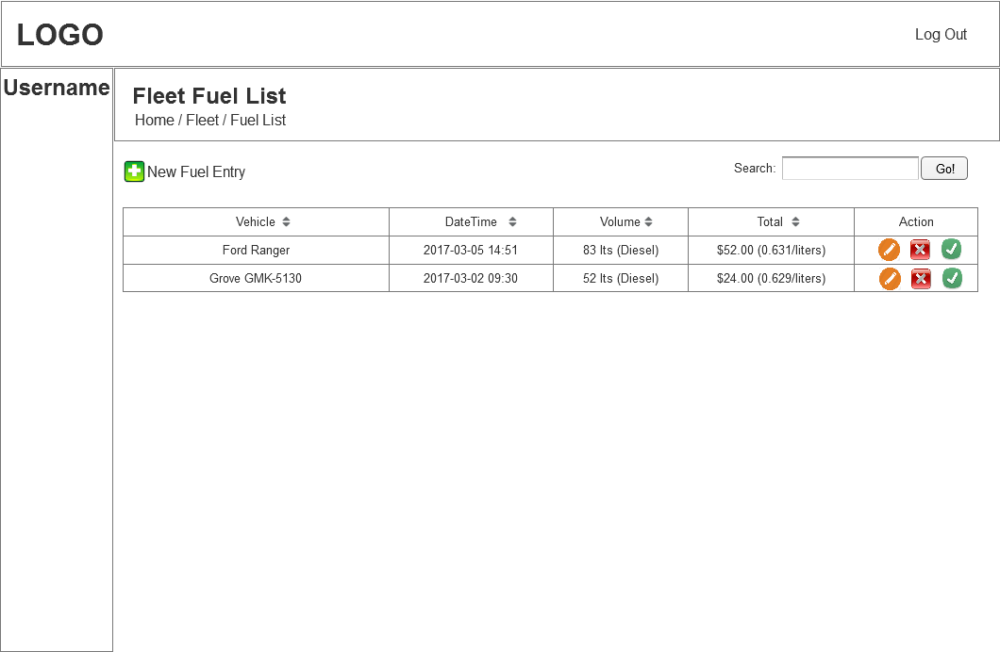 LOGO
Log Out
Username
Fleet Fuel List
Home / Fleet / Fuel List
New Fuel Entry
Search:
Go!
Vehicle DateTime Volume Total Action
Ford Ranger 2017-03-05 14:51 83 lts (Diesel) $52.00 (0.631/liters)
Grove GMK-5130 2017-03-02 09:30 52 lts (Diesel) $24.00 (0.629/liters)